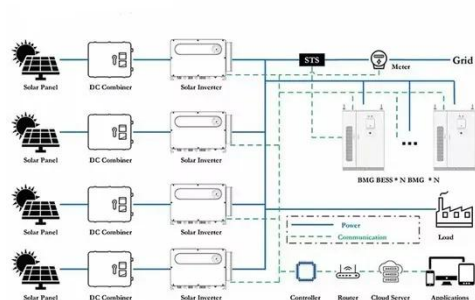 STS
Meter
Grid
Solar Panel
DC Combiner
Solar Inverter
Solar Panel
DC Combiner
Solar Inverter
BMG BESS * N BMG * N
Solar Panel
DC Combiner
Solar Inverter
Power
Communication
Load
Solar Panel
DC Combiner
Solar Inverter
Controller
Router
Cloud Server
Application